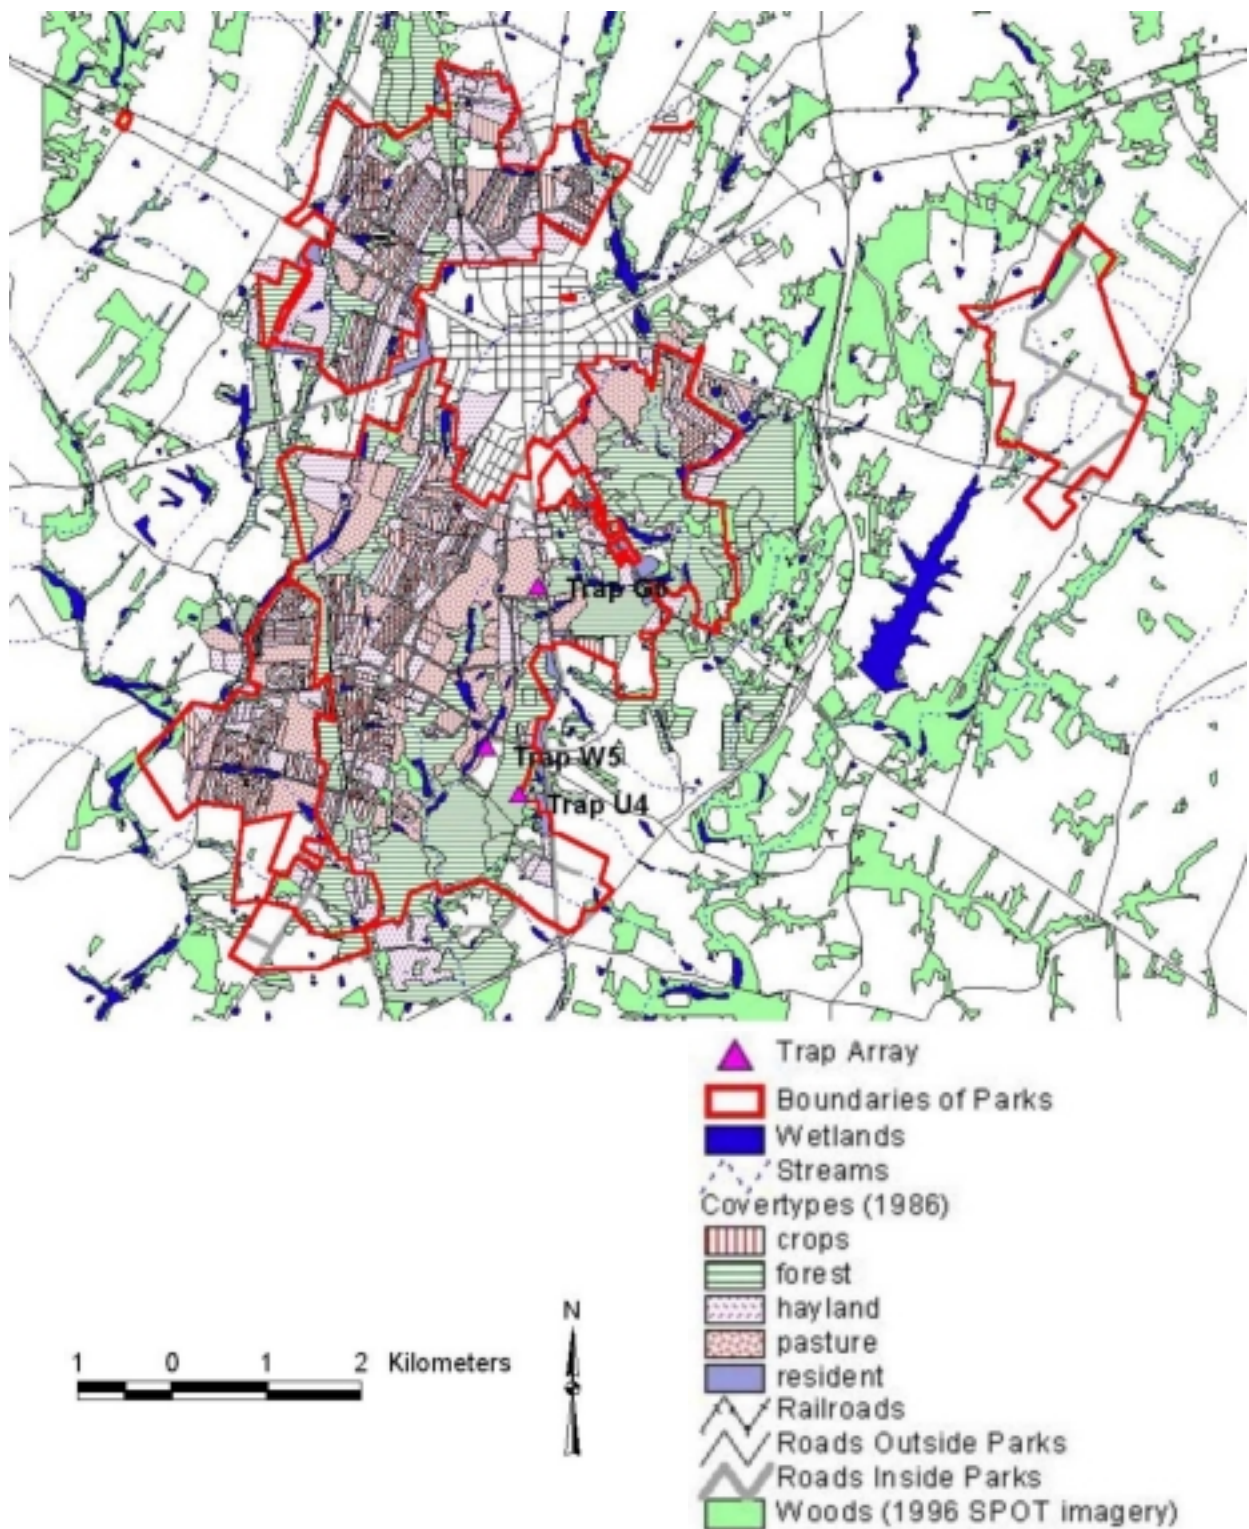 Trap G6
Trap W5
Trap U4
Trap Array
Boundaries of Parks
Wetlands
Streams
Covertypes (1986)
crops
forest
hayland
pasture
resident
Railroads
Roads Outside Parks
Roads Inside Parks
Woods (1996 SPOT imagery)
N
1 0 1 2 Kilometers